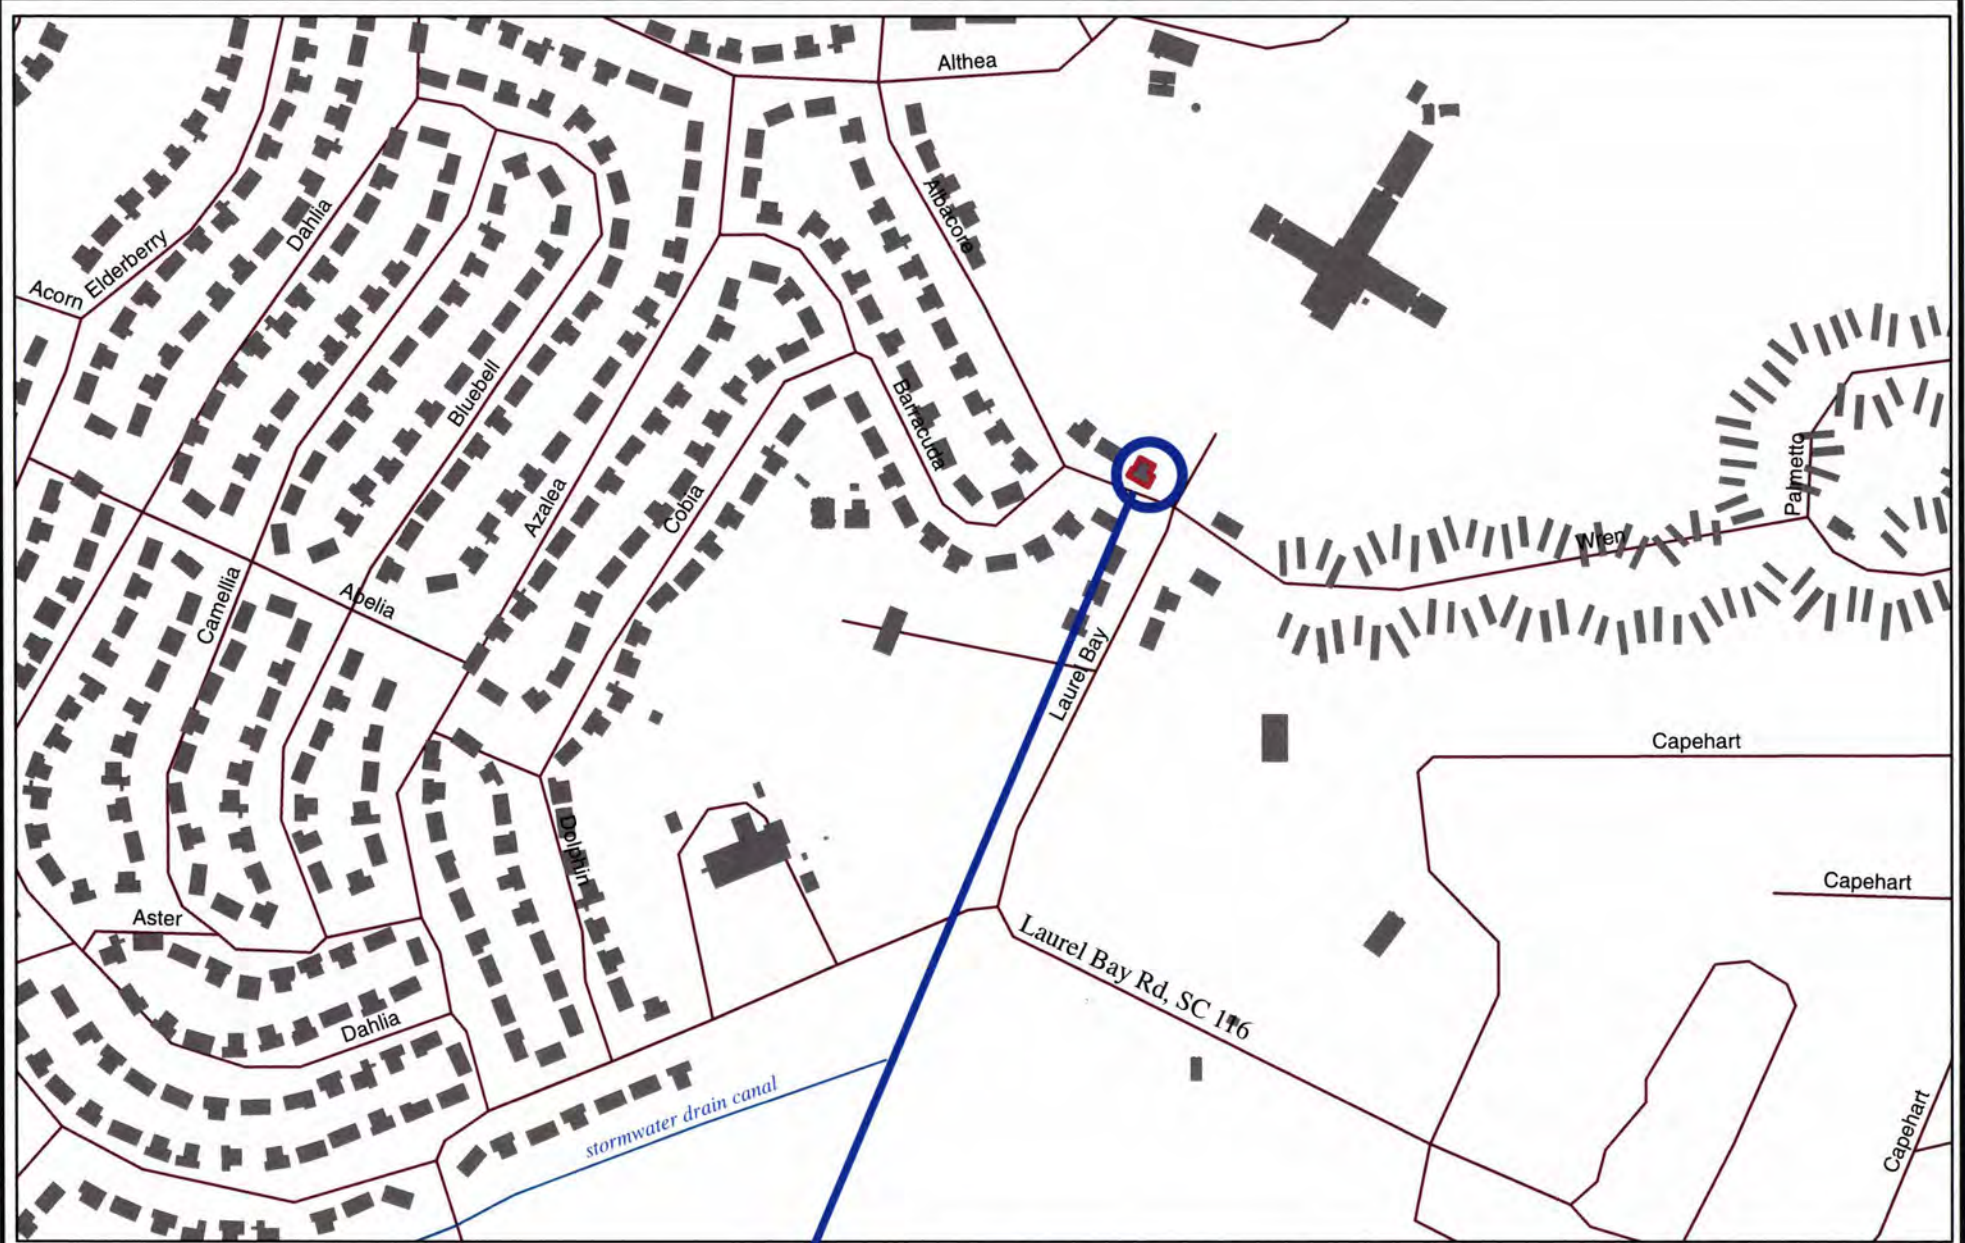 Althea
Albacore
Dahlia
Elderberry
Acorn
Bluebell
Barracuda
Azalea
Cobia
Palmetto
Wren
Camellia
Abelia
Laurel Bay
Capehart
Dolphin
Capehart
Aster
Laurel Bay Rd, SC 116
Dahlia
stormwater drain canal
Capehart